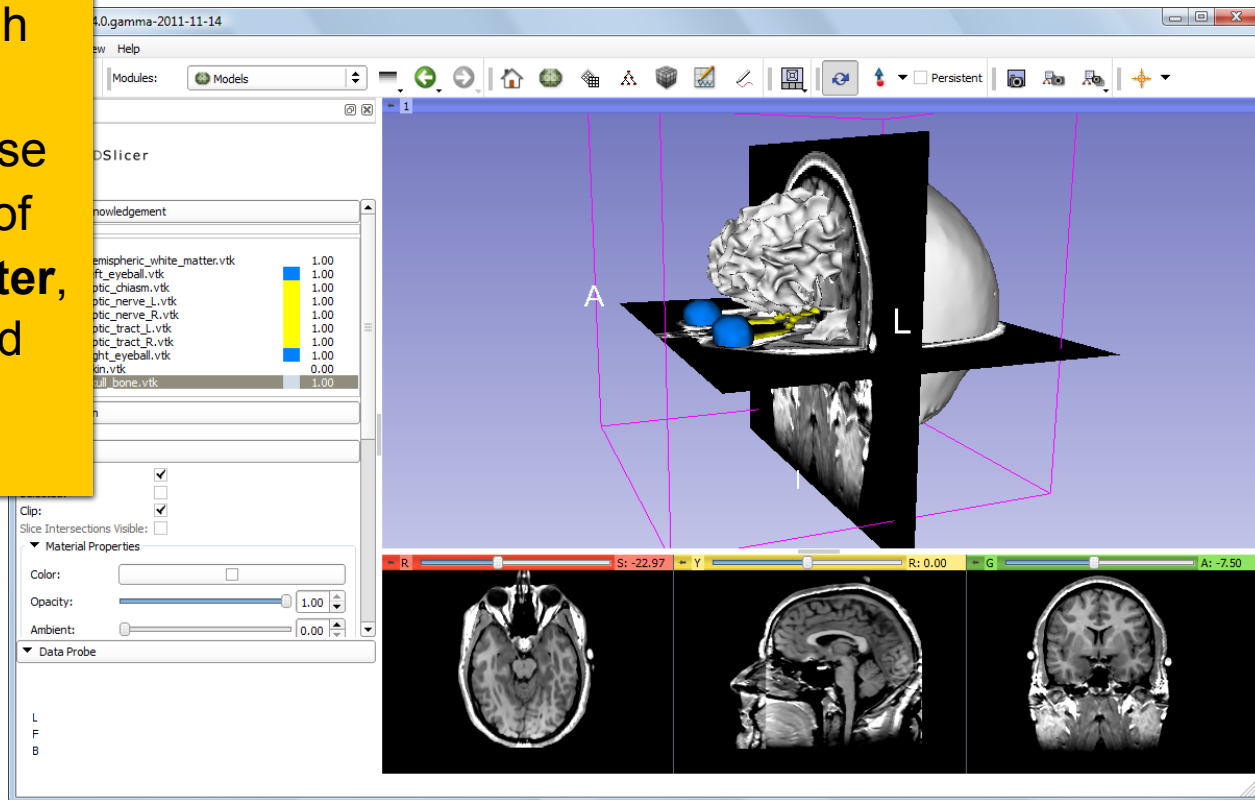 h
se
of
ter,
d
4.0.gamma-2011-11-14
ew Help
Modules: Models Persistent
1
DSlicer
nowledgement
emispheric_white_matter.vtk 1.00
ft_eyeball.vtk 1.00
ptic_chiasm.vtk 1.00
ptic_nerve_L.vtk 1.00
ptic_nerve_R.vtk 1.00
ptic_tract_L.vtk 1.00
ptic_tract_R.vtk 1.00
ght_eyeball.vtk 1.00
kin.vtk 0.00
ull_bone.vtk 1.00
n
Clip:
Slice Intersections Visible:
Material Properties
Color:
Opacity: 1.00
Ambient: 0.00
Data Probe
L
F
B
A
L
I
R S: -22.97
Y R: 0.00
G A: -7.50